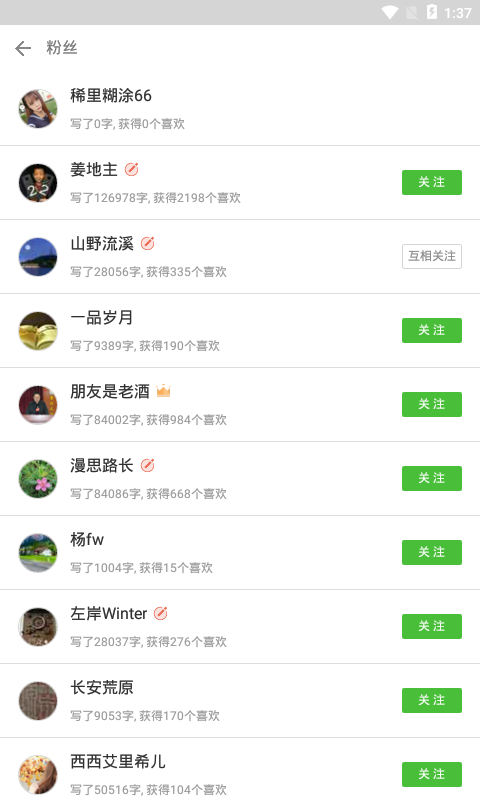 1:37
粉丝
稀里糊涂66
写了0字, 获得0个喜欢
姜地主
写了126978字, 获得2198个喜欢
关注
山野流溪
写了28056字, 获得335个喜欢
互相关注
一品岁月
写了9389字, 获得190个喜欢
关注
朋友是老酒
写了84002字, 获得984个喜欢
关注
漫思路长
写了84086字, 获得668个喜欢
关注
杨fw
写了1004字, 获得15个喜欢
关注
左岸Winter
写了28037字, 获得276个喜欢
关注
长安荒原
写了9053字, 获得170个喜欢
关注
西西艾里希儿
写了50516字, 获得104个喜欢
关注